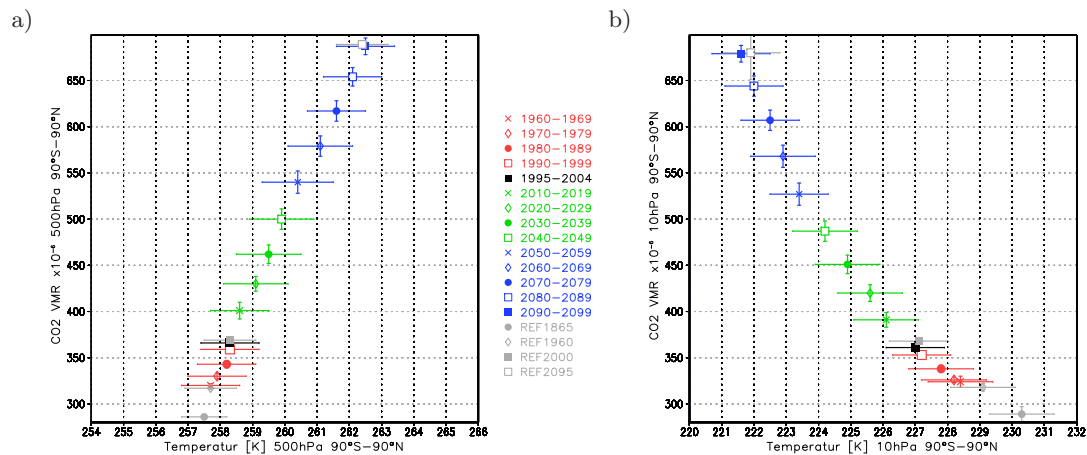 a)
CO2 VMR x10⁻⁶ 500hPa 90°S–90°N
650
600
550
500
450
400
350
300
254 255 256 257 258 259 260 261 262 263 264 265 266
Temperatur [K] 500hPa 90°S–90°N
1960–1969
1970–1979
1980–1989
1990–1999
1995–2004
2010–2019
2020–2029
2030–2039
2040–2049
2050–2059
2060–2069
2070–2079
2080–2089
2090–2099
REF1865
REF1960
REF2000
REF2095
b)
CO2 VMR x10⁻⁶ 10hPa 90°S–90°N
650
600
550
500
450
400
350
300
220 221 222 223 224 225 226 227 228 229 230 231 232
Temperatur [K] 10hPa 90°S–90°N